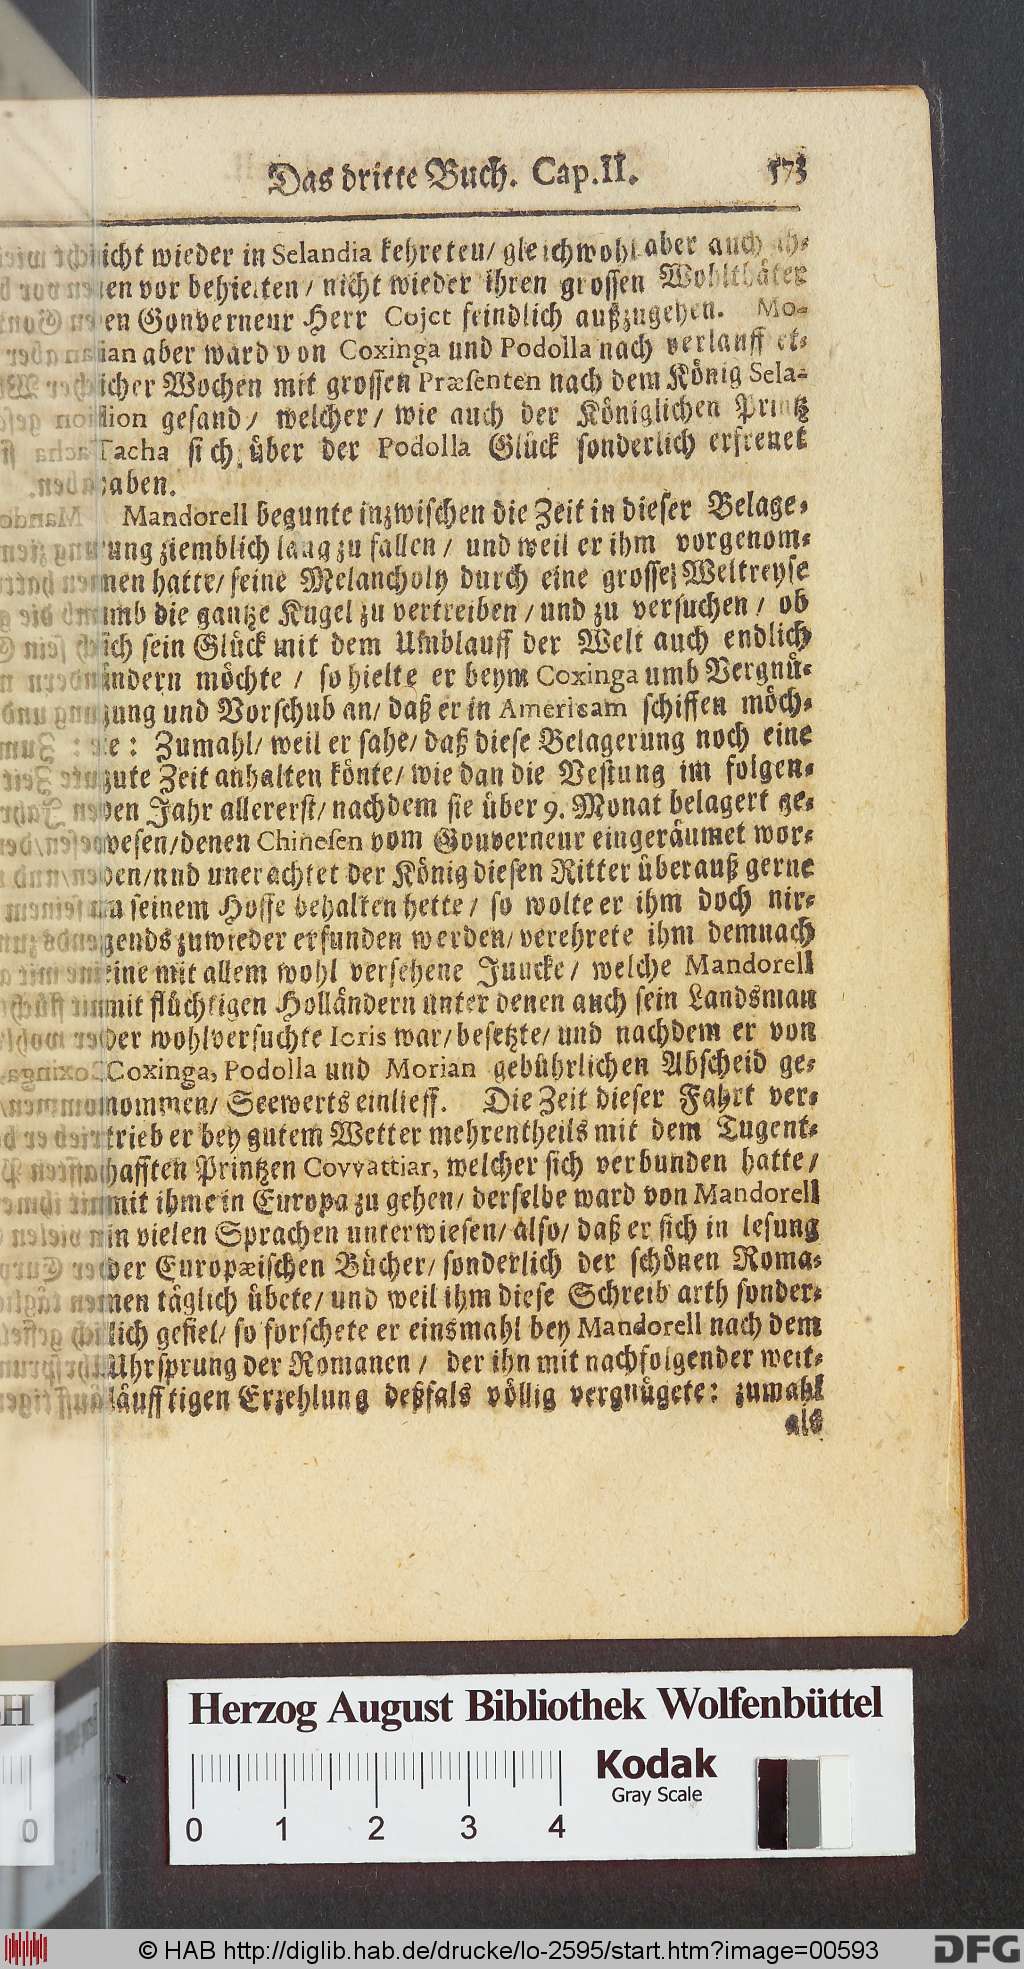 Das dritte Buch. Cap. II. 573
nicht wieder in Selandia kehreten/ gleichwohl aber auch ih⸗
nen vor behielten/ nicht wieder ihren grossen Wohlthäter
den Gouverneur Herr Cojet feindlich außzugehen. Mo-
rian aber ward von Coxinga und Podolla nach verlauff et⸗
licher Wochen mit grossen Præsenten nach dem König Sela-
dion gesand/ welcher/ wie auch der Königlichen Printz
Tacha sich über der Podolla Glück sonderlich erfreuet
haben.
Mandorell begunte inzwischen die Zeit in dieser Belage⸗
rung ziemblich lang zu fallen/ und weil er ihm vorgenom⸗
men hatte/ seine Melancholy durch eine grosse Weltreyse
umb die gantze Kugel zu vertreiben/ und zu versuchen/ ob
sich sein Glück mit dem Umblauff der Welt auch endlich
ändern möchte/ so hielte er beym Coxinga umb Vergnü⸗
gung und Vorschub an/ daß er in Americam schiffen möch⸗
te: Zumahl/ weil er sahe/ daß diese Belagerung noch eine
gute Zeit anhalten könte/ wie dan die Vestung im folgen⸗
den Jahr allererst/ nachdem sie über 9. Monat belagert ge⸗
wesen/ denen Chinesen vom Gouverneur eingeräumet wor⸗
den/ und unerachtet der König diesen Ritter überauß gerne
an seinem Hoffe behalten hette/ so wolte er ihm doch nir⸗
gends zuwieder erfunden werden/ verehrete ihm demnach
eine mit allem wohl versehene Juncke/ welche Mandorell
mit flüchtigen Holländern unter denen auch sein Landsman
der wohlversuchte Ioris war/ besetzte/ und nachdem er von
Coxinga, Podolla und Morian gebührlichen Abscheid ge⸗
nommen/ Seewerts einlieff. Die Zeit dieser Fahrt ver⸗
trieb er bey gutem Wetter mehrentheils mit dem Tugent⸗
hafften Printzen Covvattiar, welcher sich verbunden hatte/
mit ihme in Europa zu gehen/ derselbe ward von Mandorell
in vielen Sprachen unterwiesen/ also/ daß er sich in lesung
der Europæischen Bücher/ sonderlich der schönen Roma⸗
nen täglich übete/ und weil ihm diese Schreib arth sonder⸗
lich gefiel/ so forschete er einsmahl bey Mandorell nach dem
Uhrsprung der Romanen/ der ihn mit nachfolgender weit⸗
läufftigen Erzehlung deßfals völlig vergnügete: zumahl
als
Herzog August Bibliothek Wolfenbüttel
Kodak
Gray Scale
0 1 2 3 4
0
© HAB http://diglib.hab.de/drucke/lo-2595/start.htm?image=00593
DFG